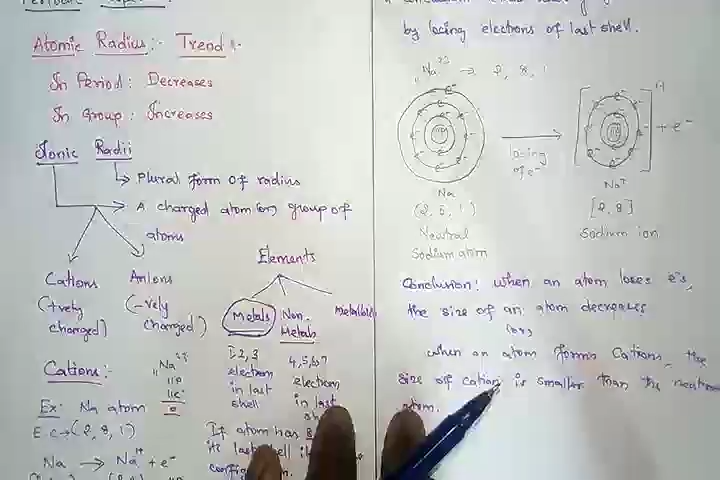 Atomic Radius:- Trend :-
In Period: Decreases
In Group: Increases
Ionic Radii
Plural form of radius
A charged atom (or) group of
atoms
Cations
(+vely
charged)
Anions
(-vely
charged)
Elements
Metals
Non-
Metals
Metalloids
1, 2, 3
electron
in last
shell
4, 5, 6, 7
electron
in last
Cations:-
Ex: Na atom
E C → (2, 8, 1)
Na → Na + e-
If atom has
its last shell
by losing electrons of last shell.
Na → 2, 8, 1
Na
(2, 8, 1)
Neutral
Sodium atom
losing
of e-
+ e-
Na+
[2, 8]
Sodium ion
Conclusion: When an atom loses e's,
the size of an atom decreases
(or)
When an atom forms Cations, the
size of cation is smaller than the
atom.